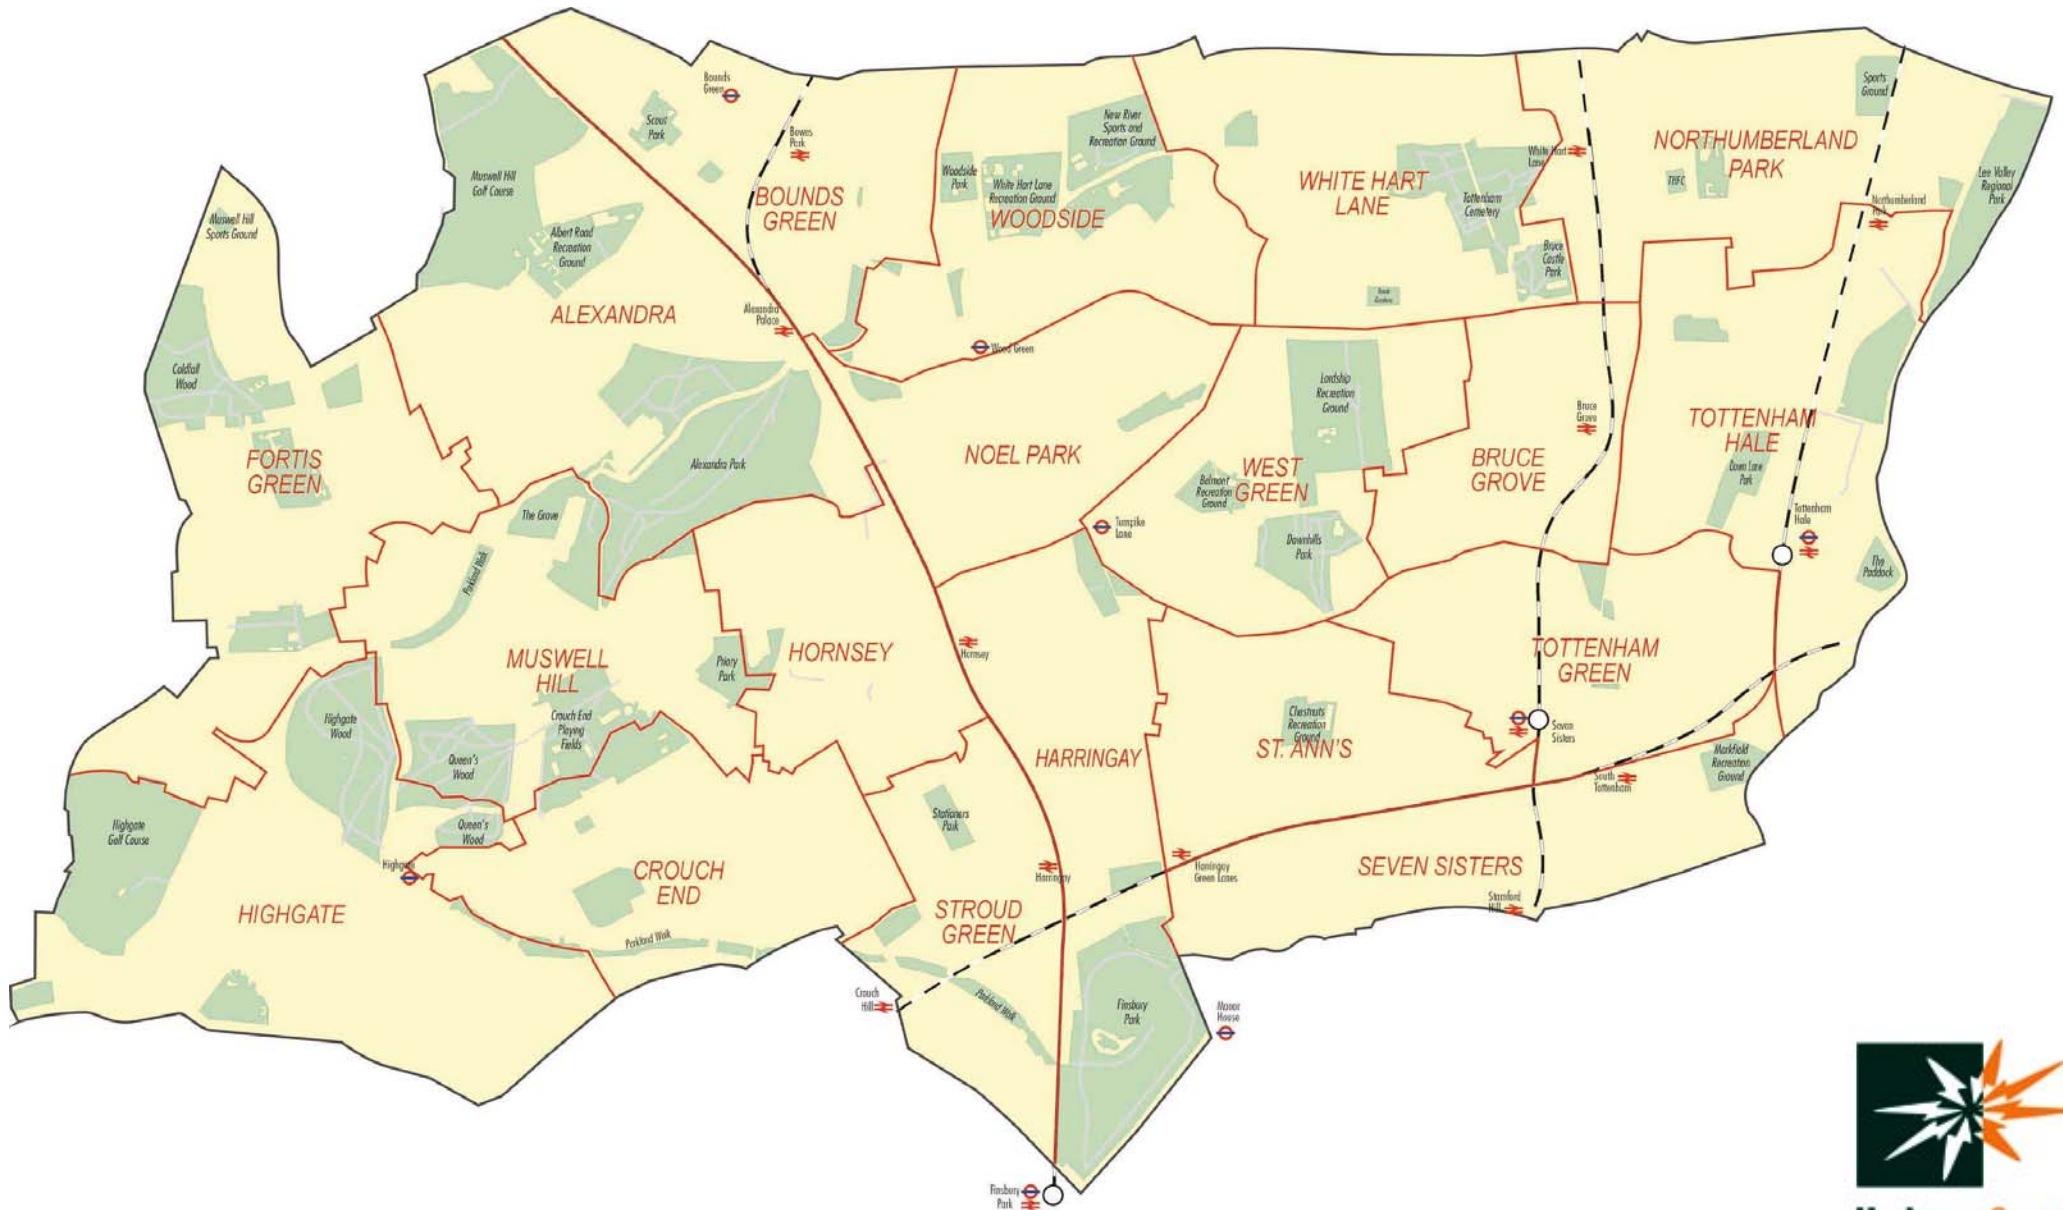 Bounds
Green
Scout
Park
Bowes
Park
New River
Sports and
Recreation Ground
Sports
Ground
NORTHUMBERLAND
PARK
THFC
Lee Valley
Regional
Park
Northumberland
Park
White Hart
Lane
WHITE HART
LANE
Tottenham
Cemetery
Bruce
Castle
Park
Woodside
Park
White Hart Lane
Recreation Ground
WOODSIDE
BOUNDS
GREEN
Muswell Hill
Golf Course
Muswell Hill
Sports Ground
Albert Road
Recreation
Ground
ALEXANDRA
Alexandra
Palace
Wood Green
Coldfall
Wood
FORTIS
GREEN
Alexandra Park
The Grove
Parkland Walk
NOEL PARK
Turnpike
Lane
Lordship
Recreation
Ground
WEST
GREEN
Belmont
Recreation
Ground
Downhills
Park
Bruce
Grove
BRUCE
GROVE
TOTTENHAM
HALE
Down Lane
Park
Tottenham
Hale
The
Paddock
MUSWELL
HILL
HORNSEY
Priory
Park
Hornsey
TOTTENHAM
GREEN
Seven
Sisters
Highgate
Wood
Queen's
Wood
Crouch End
Playing
Fields
HARRINGAY
Chestnuts
Recreation
Ground
ST. ANN'S
South
Tottenham
Markfield
Recreation
Ground
Highgate
Golf Course
Queen's
Wood
Stationers
Park
Highgate
CROUCH
END
Harringay
Harringay
Green Lanes
SEVEN SISTERS
Stamford
Hill
HIGHGATE
STROUD
GREEN
Parkland Walk
Crouch
Hill
Parkland Walk
Finsbury
Park
Manor
House
Finsbury
Park